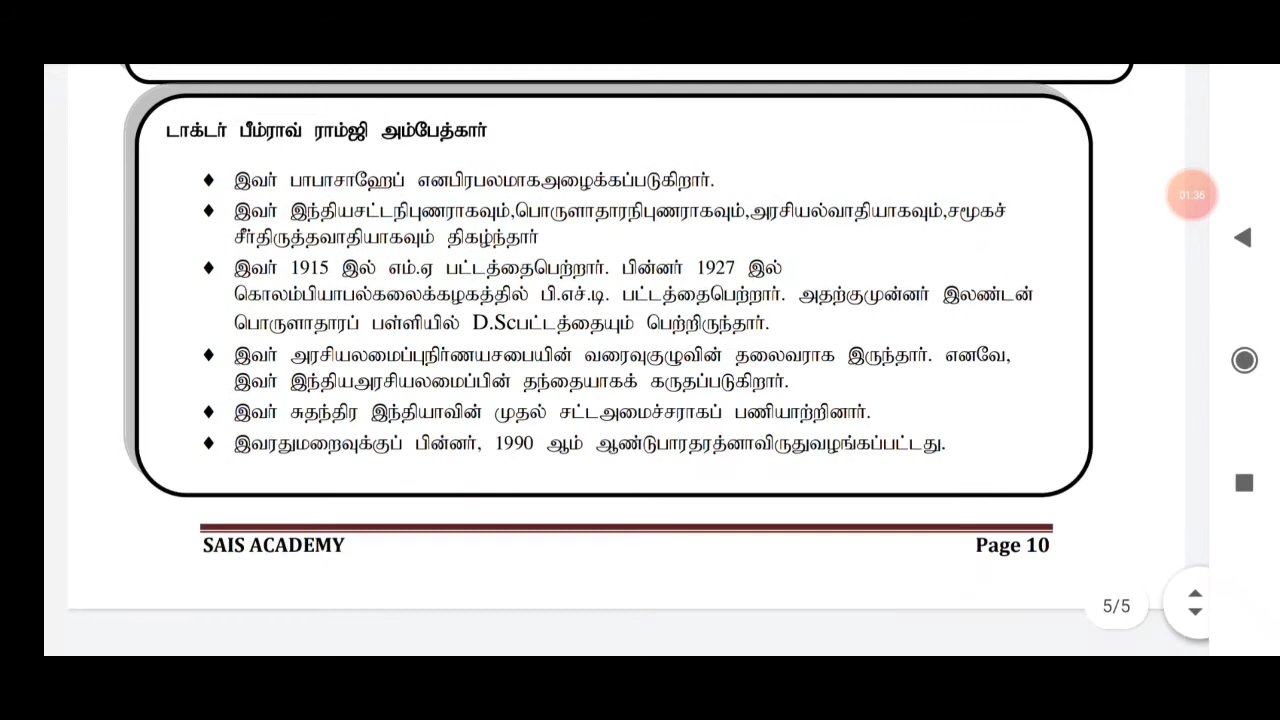 டாக்டர் பீம்ராவ் ராம்ஜி அம்பேத்கார்
♦ இவர் பாபாசாஹேப் எனபிரபலமாகஅழைக்கப்படுகிறார்.
♦ இவர் இந்தியசட்டநிபுணராகவும்,பொருளாதாரநிபுணராகவும்,அரசியல்வாதியாகவும்,சமூகச்
சீர்திருத்தவாதியாகவும் திகழ்ந்தார்
♦ இவர் 1915 இல் எம்.ஏ பட்டத்தைபெற்றார். பின்னர் 1927 இல்
கொலம்பியாபல்கலைக்கழகத்தில் பி.எச்.டி. பட்டத்தைபெற்றார். அதற்குமுன்னர் இலண்டன்
பொருளாதாரப் பள்ளியில் D.Scபட்டத்தையும் பெற்றிருந்தார்.
♦ இவர் அரசியலமைப்புநிர்ணயசபையின் வரைவுகுழுவின் தலைவராக இருந்தார். எனவே,
இவர் இந்தியஅரசியலமைப்பின் தந்தையாகக் கருதப்படுகிறார்.
♦ இவர் சுதந்திர இந்தியாவின் முதல் சட்டஅமைச்சராகப் பணியாற்றினார்.
♦ இவரதுமறைவுக்குப் பின்னர், 1990 ஆம் ஆண்டுபாரதரத்னாவிருதுவழங்கப்பட்டது.
SAIS ACADEMY Page 10
5/5
01:35